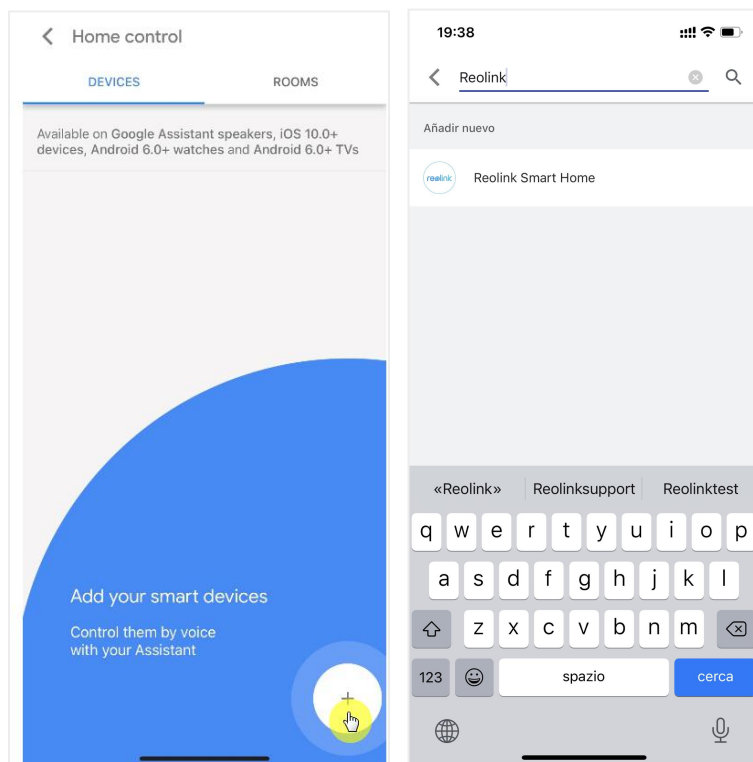 Home control
DEVICES
ROOMS
Available on Google Assistant speakers, iOS 10.0+
devices, Android 6.0+ watches and Android 6.0+ TVs
Add your smart devices
Control them by voice
with your Assistant
+
19:38
Reolink
Añadir nuevo
reolink
Reolink Smart Home
«Reolink»
Reolinksupport
Reolinktest
q w e r t y u i o p
a s d f g h j k l
z x c v b n m
123
spazio
cerca